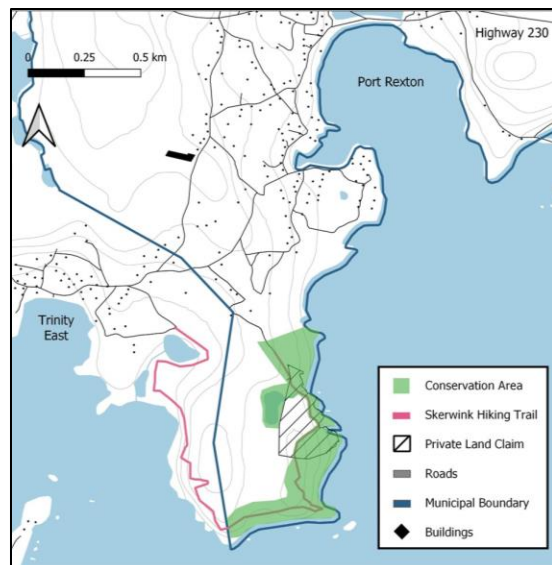 Highway 230
0 0.25 0.5 km
Port Rexton
Trinity
East
Conservation Area
Skerwink Hiking Trail
Private Land Claim
Roads
Municipal Boundary
Buildings